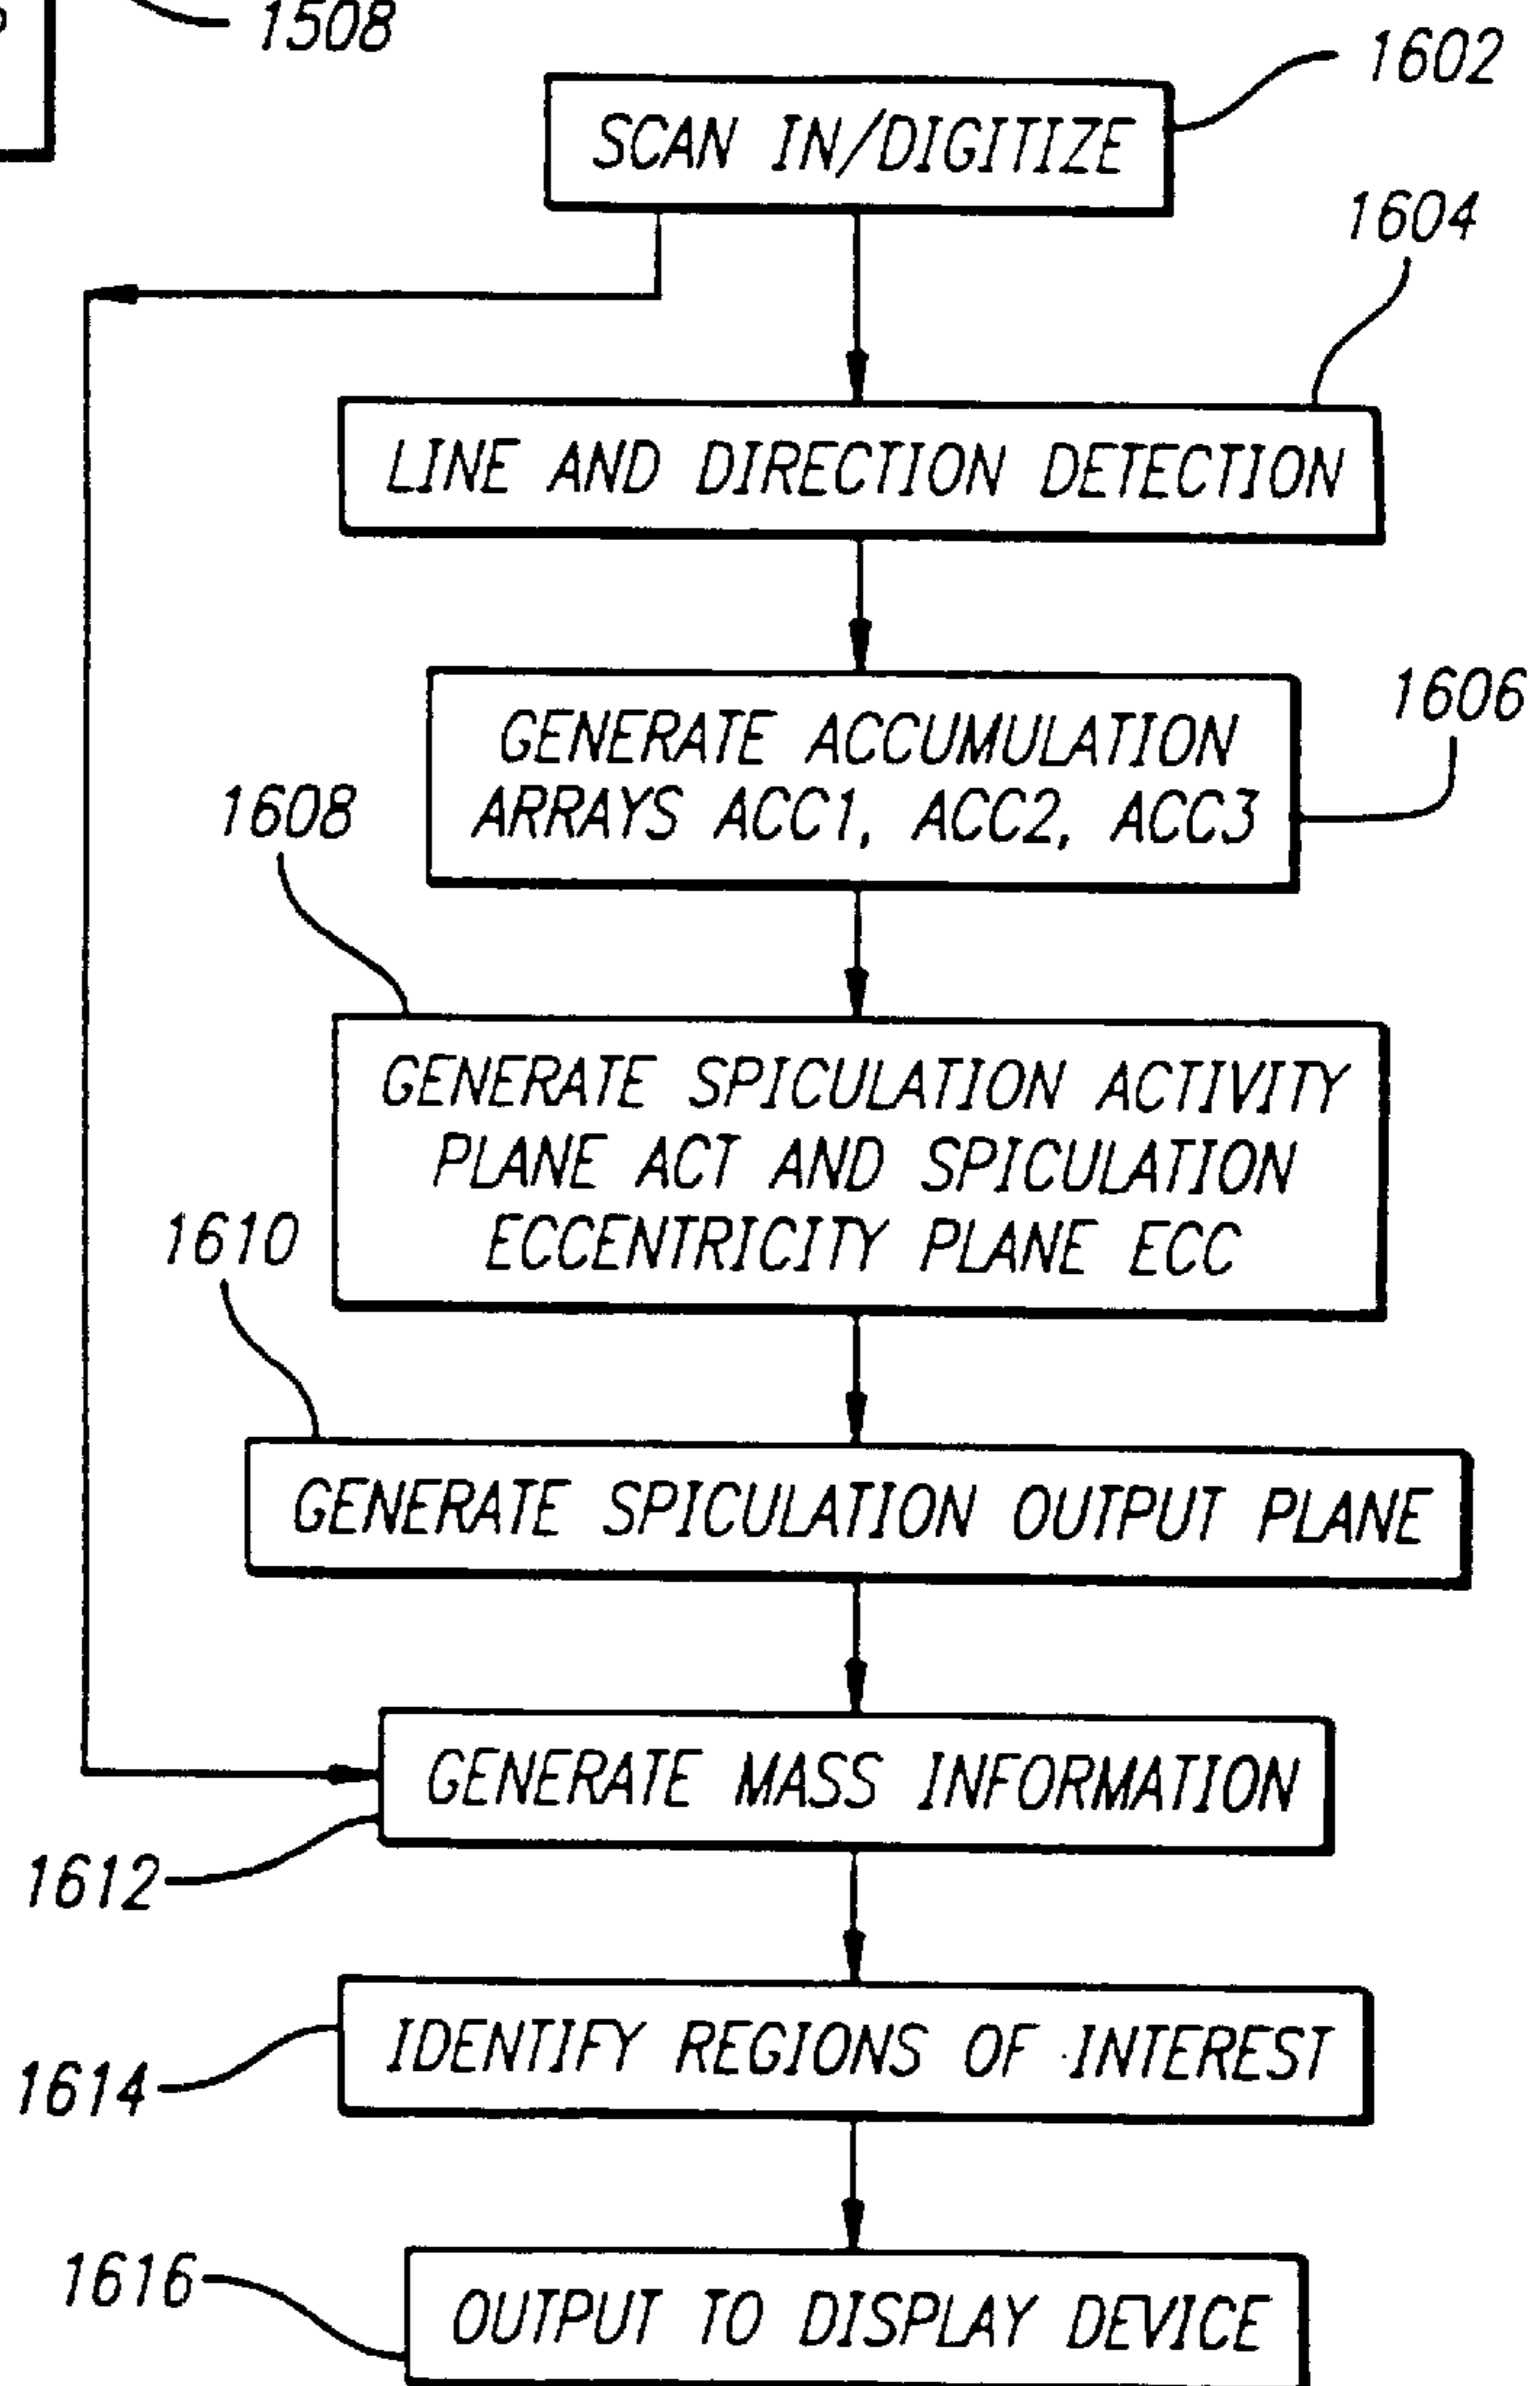 1508
1602
SCAN IN/DIGITIZE
1604
LINE AND DIRECTION DETECTION
1606
GENERATE ACCUMULATION
ARRAYS ACC1, ACC2, ACC3
1608
GENERATE SPICULATION ACTIVITY
PLANE ACT AND SPICULATION
ECCENTRICITY PLANE ECC
1610
GENERATE SPICULATION OUTPUT PLANE
GENERATE MASS INFORMATION
1612
IDENTIFY REGIONS OF INTEREST
1614
1616
OUTPUT TO DISPLAY DEVICE